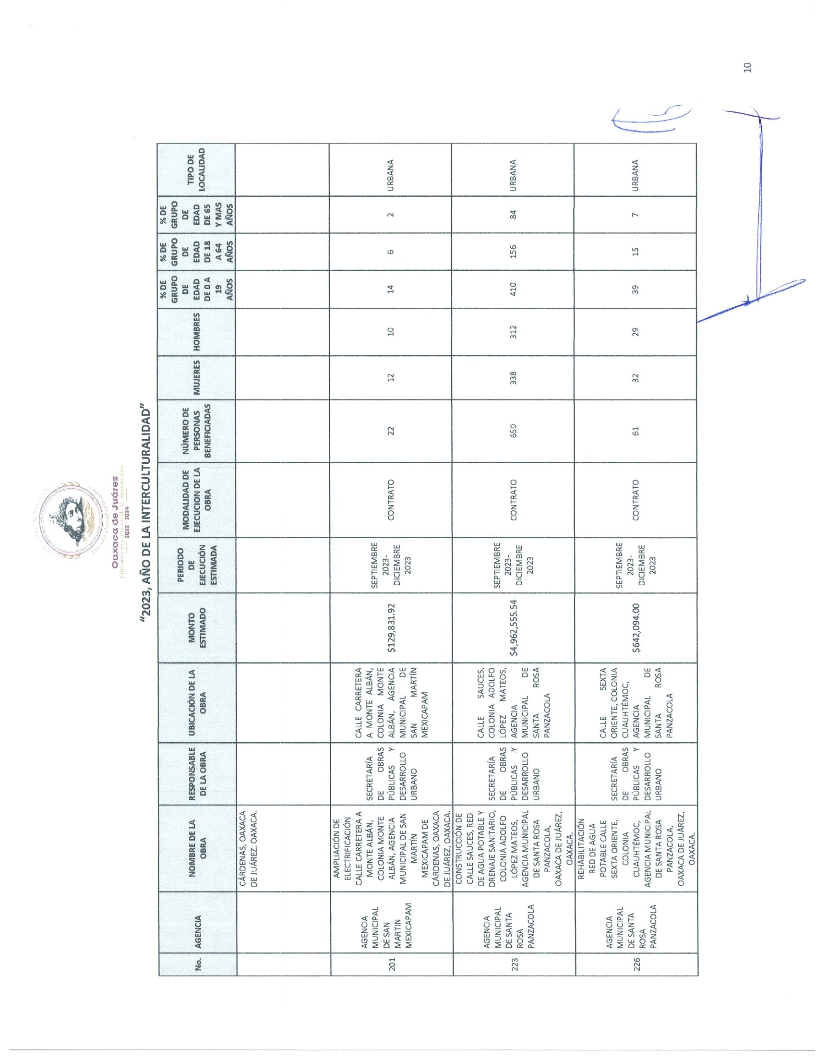 Oaxaca de Juárez
2022 - 2024
"2023, AÑO DE LA INTERCULTURALIDAD"
No.
AGENCIA
NOMBRE DE LA
OBRA
RESPONSABLE
DE LA OBRA
UBICACIÓN DE LA
OBRA
MONTO
ESTIMADO
PERIODO
DE
EJECUCIÓN
ESTIMADA
MODALIDAD DE
EJECUCION DE LA
OBRA
NÚMERO DE
PERSONAS
BENEFICIADAS
MUJERES
HOMBRES
% DE
GRUPO
DE
EDAD
DE 0 A
19
AÑOS
% DE
GRUPO
DE
EDAD
DE 18
A 64
AÑOS
% DE
GRUPO
DE
EDAD
DE 65
Y MAS
AÑOS
TIPO DE
LOCALIDAD
CÁRDENAS, OAXACA
DE JUÁREZ, OAXACA.
201
AGENCIA
MUNICIPAL
DE SAN
MARTIN
MEXICAPAM
AMPLIACIÓN DE
ELECTRIFICACIÓN
CALLE CARRETERA A
MONTE ALBÁN,
COLONIA MONTE
ALBÁN, AGENCIA
MUNICIPAL DE SAN
MARTÍN
MEXICAPAM DE
CÁRDENAS, OAXACA
DE JUÁREZ, OAXACA.
SECRETARÍA
DE OBRAS
PÚBLICAS Y
DESARROLLO
URBANO
CALLE CARRETERA
A MONTE ALBÁN,
COLONIA MONTE
ALBÁN, AGENCIA
MUNICIPAL DE
SAN MARTÍN
MEXICAPAM
$129,831.92
SEPTIEMBRE
2023-
DICIEMBRE
2023
CONTRATO
22
12
10
14
6
2
URBANA
223
AGENCIA
MUNICIPAL
DE SANTA
ROSA
PANZACOLA
CONSTRUCCIÓN DE
CALLE SAUCES, RED
DE AGUA POTABLE Y
DRENAJE SANITARIO,
COLONIA ADOLFO
LÓPEZ MATEOS,
AGENCIA MUNICIPAL
DE SANTA ROSA
PANZACOLA,
OAXACA DE JUÁREZ,
OAXACA.
SECRETARÍA
DE OBRAS
PÚBLICAS Y
DESARROLLO
URBANO
CALLE SAUCES,
COLONIA ADOLFO
LÓPEZ MATEOS,
AGENCIA
MUNICIPAL DE
SANTA ROSA
PANZACOLA
$4,962,555.54
SEPTIEMBRE
2023-
DICIEMBRE
2023
CONTRATO
650
338
312
410
156
84
URBANA
226
AGENCIA
MUNICIPAL
DE SANTA
ROSA
PANZACOLA
REHABILITACIÓN
RED DE AGUA
POTABLE CALLE
SEXTA ORIENTE,
COLONIA
CUAUHTÉMOC,
AGENCIA MUNICIPAL
DE SANTA ROSA
PANZACOLA,
OAXACA DE JUÁREZ,
OAXACA.
SECRETARÍA
DE OBRAS
PÚBLICAS Y
DESARROLLO
URBANO
CALLE SEXTA
ORIENTE, COLONIA
CUAUHTÉMOC,
AGENCIA
MUNICIPAL DE
SANTA ROSA
PANZACOLA
$642,094.00
SEPTIEMBRE
2023-
DICIEMBRE
2023
CONTRATO
61
32
29
39
15
7
URBANA
10